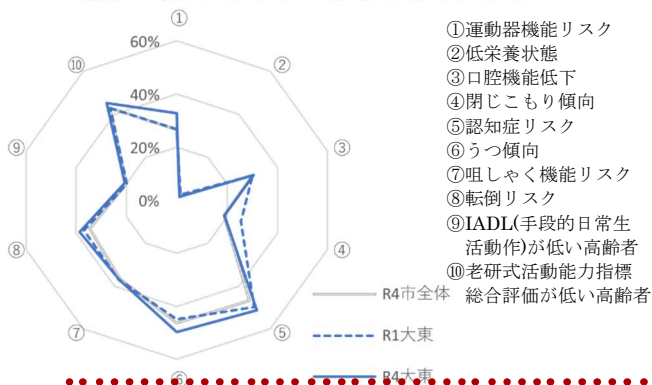 ①
60%
⑩
②
40%
20%
⑨
③
0%
⑧
④
⑦
⑤
⑥
R4市全体
R1大東
R4大東
①運動器機能リスク
②低栄養状態
③口腔機能低下
④閉じこもり傾向
⑤認知症リスク
⑥うつ傾向
⑦咀しゃく機能リスク
⑧転倒リスク
⑨IADL(手段的日常生
活動作)が低い高齢者
⑩老研式活動能力指標
総合評価が低い高齢者